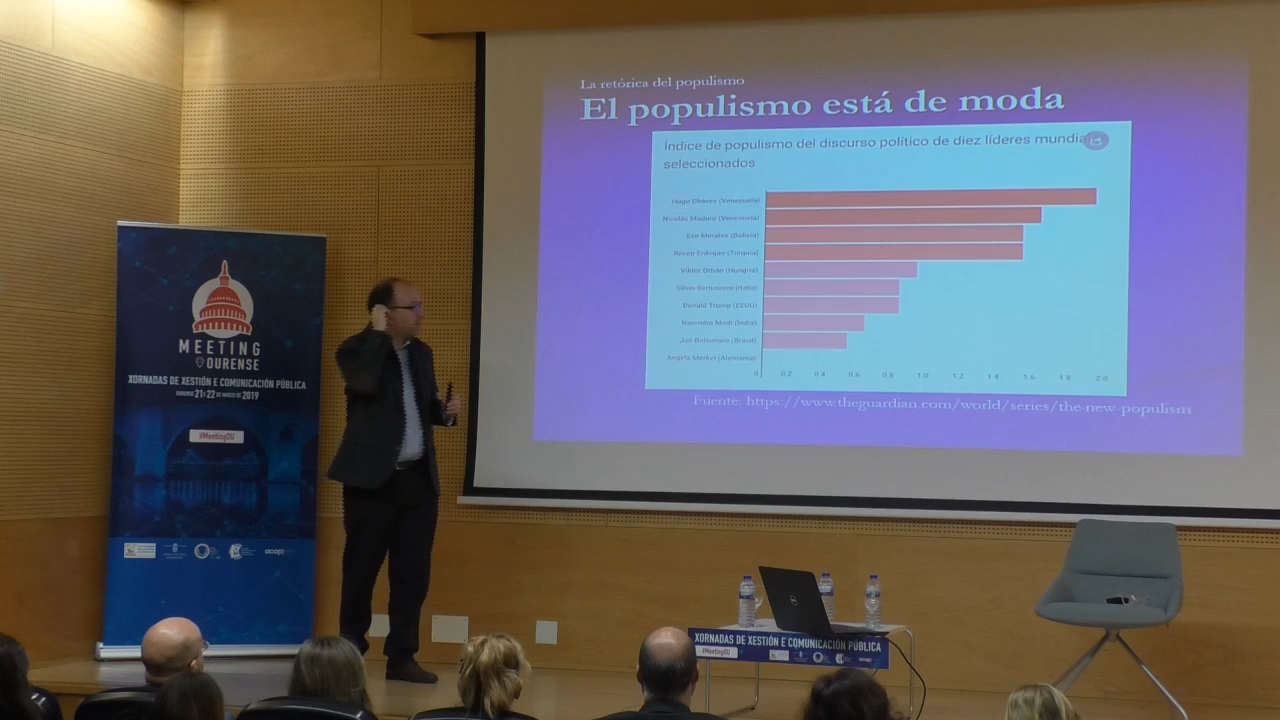 La retórica del populismo
El populismo está de moda
Índice de populismo del discurso político de diez líderes
seleccionados
Hugo Chávez (Venezuela)
Nicolás Maduro (Venezuela)
Evo Morales (Bolivia)
Recep Erdogan (Turquía)
Viktor Orbán (Hungría)
Silvio Berlusconi (Italia)
Donald Trump (EEUU)
Narendra Modi (India)
Jair Bolsonaro (Brasil)
Angela Merkel (Alemania)
0 0.2 0.4 0.6 0.8 1.0 1.2 1.4 1.6 1.8 2.0
Fuente: https://www.theguardian.com/world/series/the-new-populism
MEETING
OURENSE
XORNADAS DE XESTIÓN E COMUNICACIÓN PÚBLICA
OURENSE 21 E 22 DE MARZO DE 2019
#MeetingOU
acop
XORNADAS DE XESTIÓN E COMUNICACIÓN PÚBLICA
#MeetingOU
acop
DELL